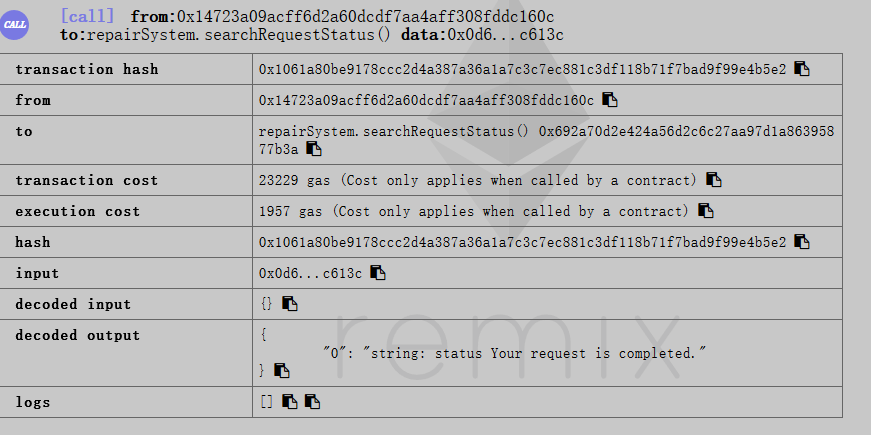 CALL
[call] from:0x14723a09acff6d2a60dcdf7aa4aff308fddc160c
to:repairSystem.searchRequestStatus() data:0x0d6...c613c
transaction hash 0x1061a80be9178ccc2d4a387a36a1a7c3c7ec881c3df118b71f7bad9f99e4b5e2
from 0x14723a09acff6d2a60dcdf7aa4aff308fddc160c
to repairSystem.searchRequestStatus() 0x692a70d2e424a56d2c6c27aa97d1a863958
77b3a
transaction cost 23229 gas (Cost only applies when called by a contract)
execution cost 1957 gas (Cost only applies when called by a contract)
hash 0x1061a80be9178ccc2d4a387a36a1a7c3c7ec881c3df118b71f7bad9f99e4b5e2
input 0x0d6...c613c
decoded input {}
decoded output {
"0": "string: status Your request is completed."
}
logs []
remix